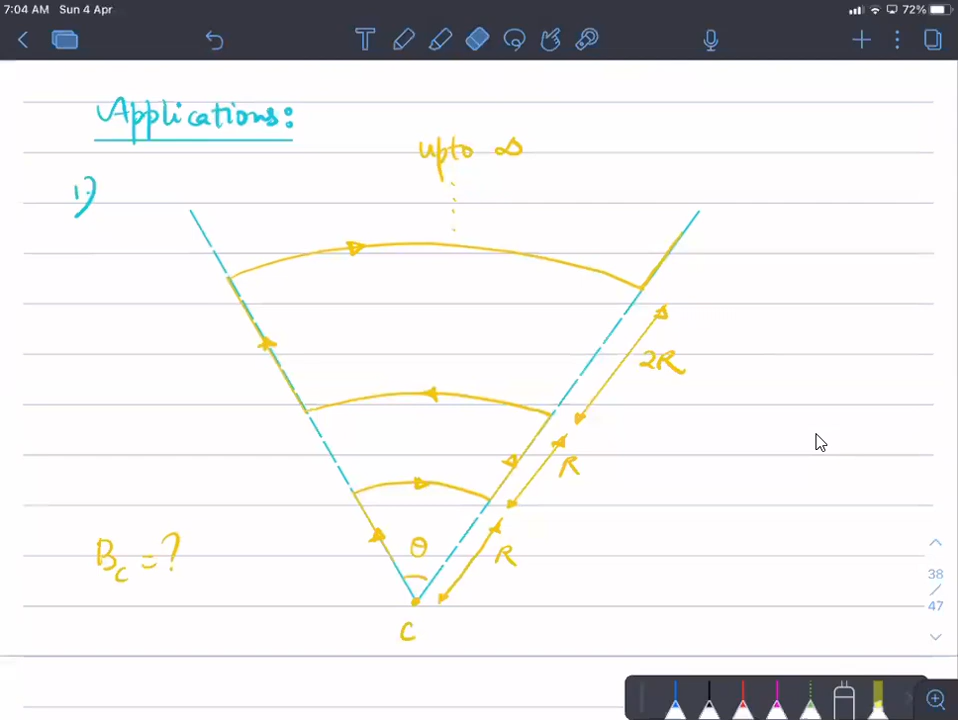 7:04 AM Sun 4 Apr
72%
T
Applications:
upto ∞
1)
2R
R
θ
R
B_C = ?
C
38
/
47